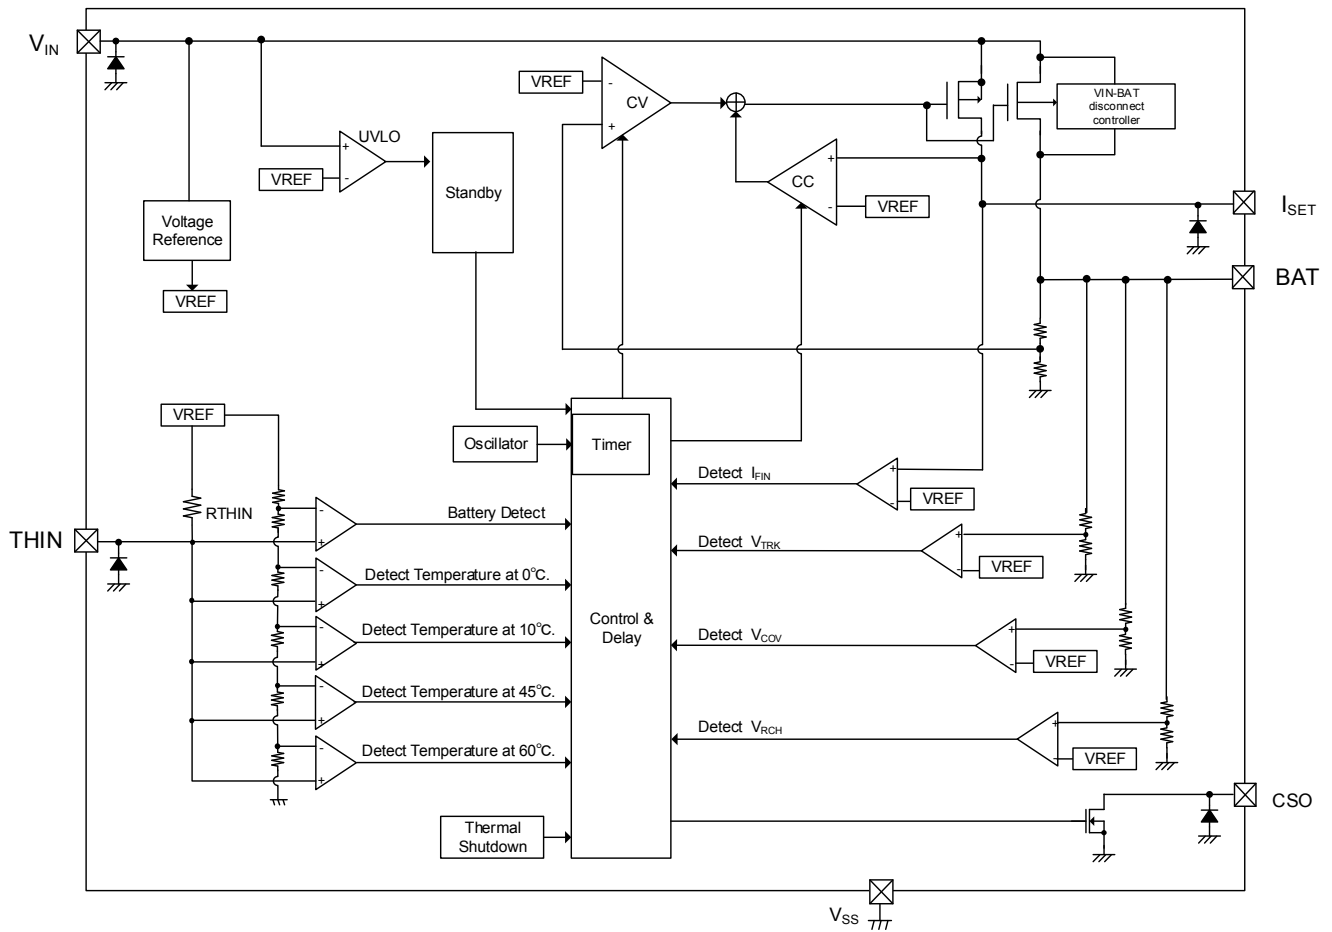 VIN
VREF
-
CV
+
VIN-BAT
disconnect
controller
UVLO
+
VREF
-
Standby
+
CC
-
VREF
ISET
Voltage
Reference
VREF
BAT
VREF
Oscillator
Timer
Detect IFIN
+
-
VREF
RTHIN
THIN
-
+
Battery Detect
Detect VTRK
+
-
VREF
-
+
Detect Temperature at 0℃.
Control &
Delay
-
+
Detect Temperature at 10℃.
Detect VCOV
+
-
VREF
-
+
Detect Temperature at 45℃.
Detect VRCH
+
-
VREF
-
+
Detect Temperature at 60℃.
CSO
Thermal
Shutdown
VSS